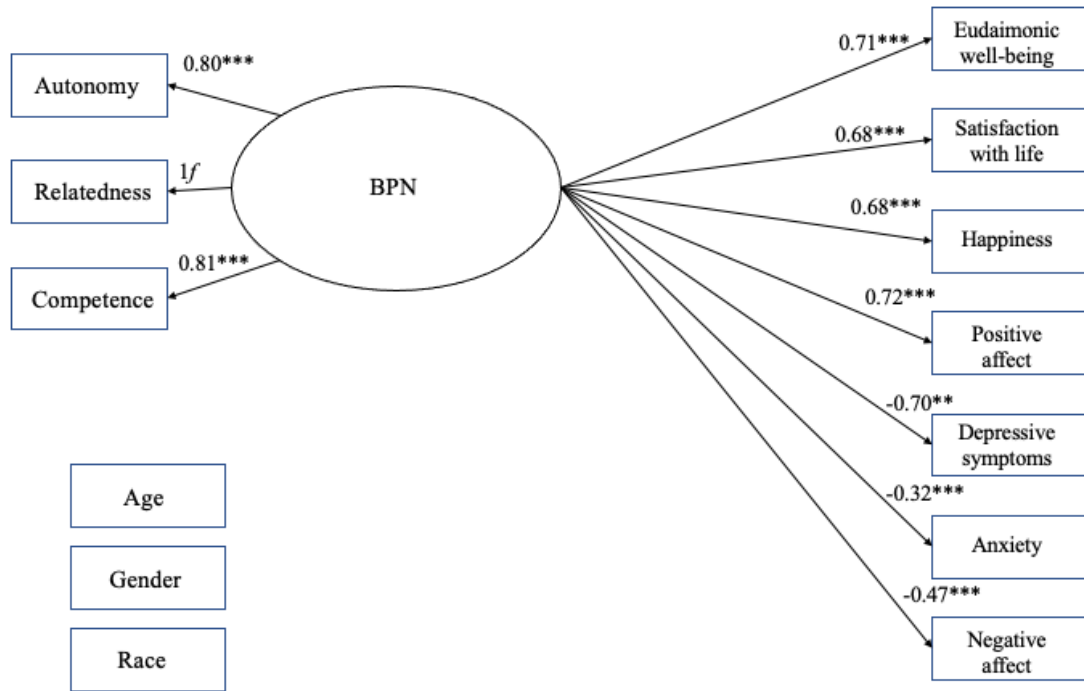 0.80***
Autonomy
1f
Relatedness
0.81***
Competence
BPN
0.71***
Eudaimonic
well-being
0.68***
Satisfaction
with life
0.68***
Happiness
0.72***
Positive
affect
-0.70**
Depressive
symptoms
-0.32***
Anxiety
-0.47***
Negative
affect
Age
Gender
Race